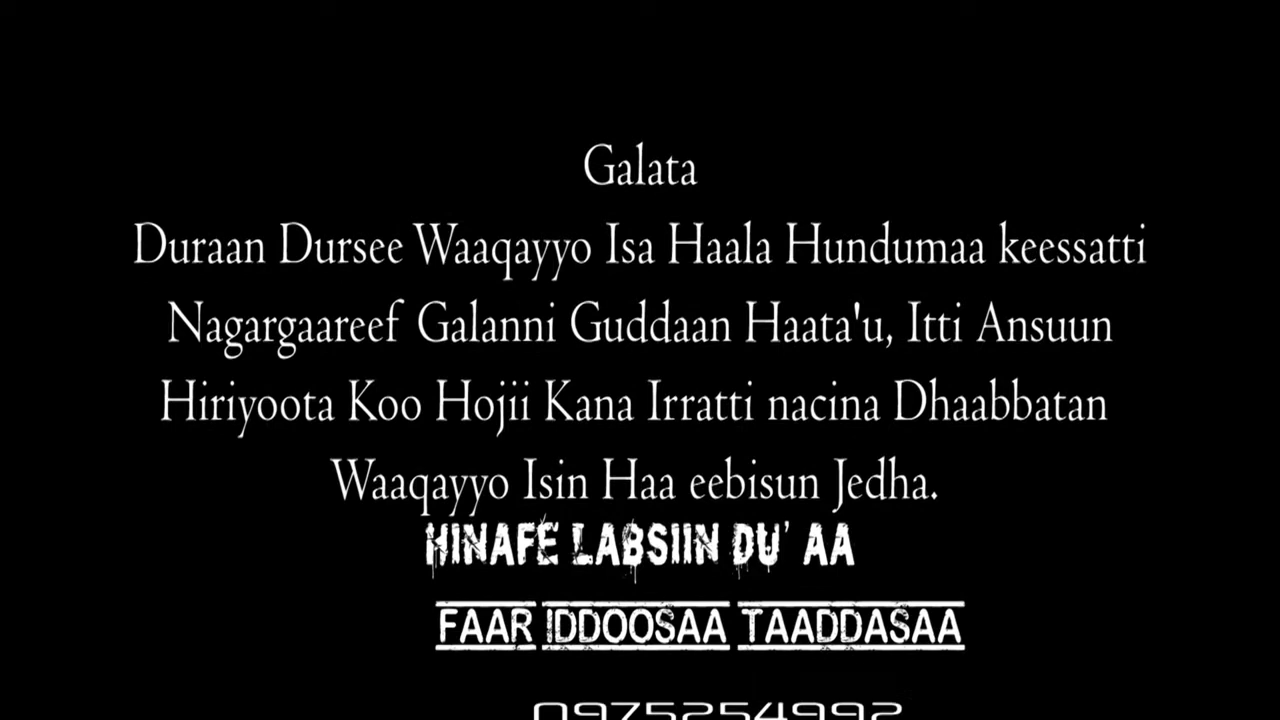 Galata
Duraan Dursee Waaqayyo Isa Haala Hundumaa keessatti
Nagargaareef Galanni Guddaan Haata'u, Itti Ansuun
Hiriyoota Koo Hojii Kana Irratti nacina Dhaabbatan
Waaqayyo Isin Haa eebisun Jedha.
HINAFE LABSIIN DU' AA
FAAR IDDOOSAA TAADDASAA
0975254992